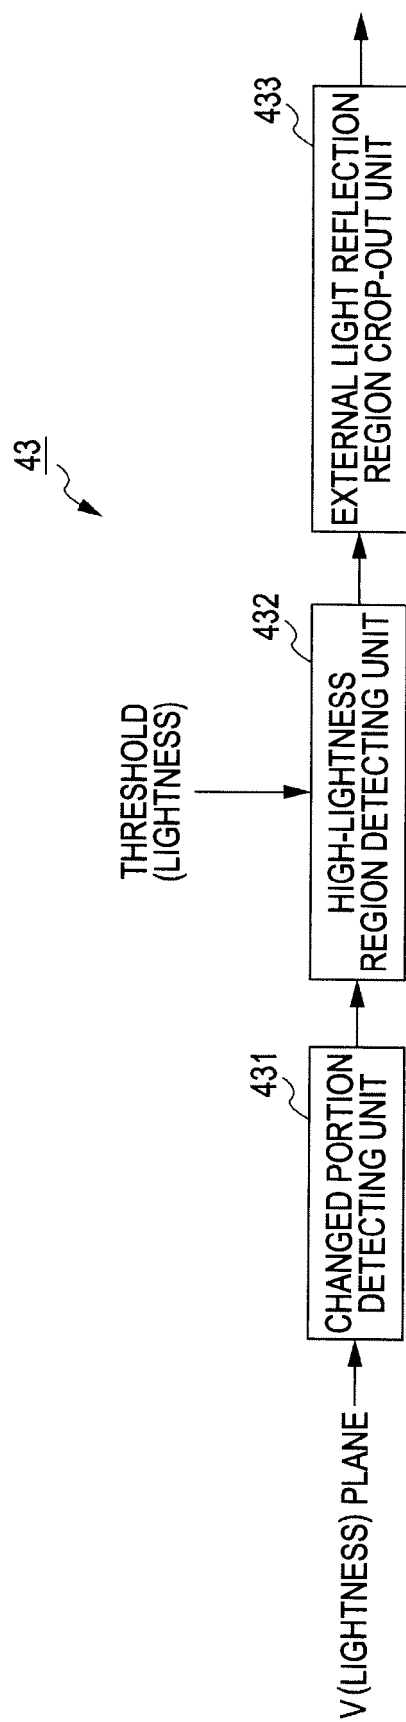 43
THRESHOLD
(LIGHTNESS)
V(LIGHTNESS) PLANE
431
CHANGED PORTION
DETECTING UNIT
432
HIGH-LIGHTNESS
REGION DETECTING UNIT
433
EXTERNAL LIGHT REFLECTION
REGION CROP-OUT UNIT